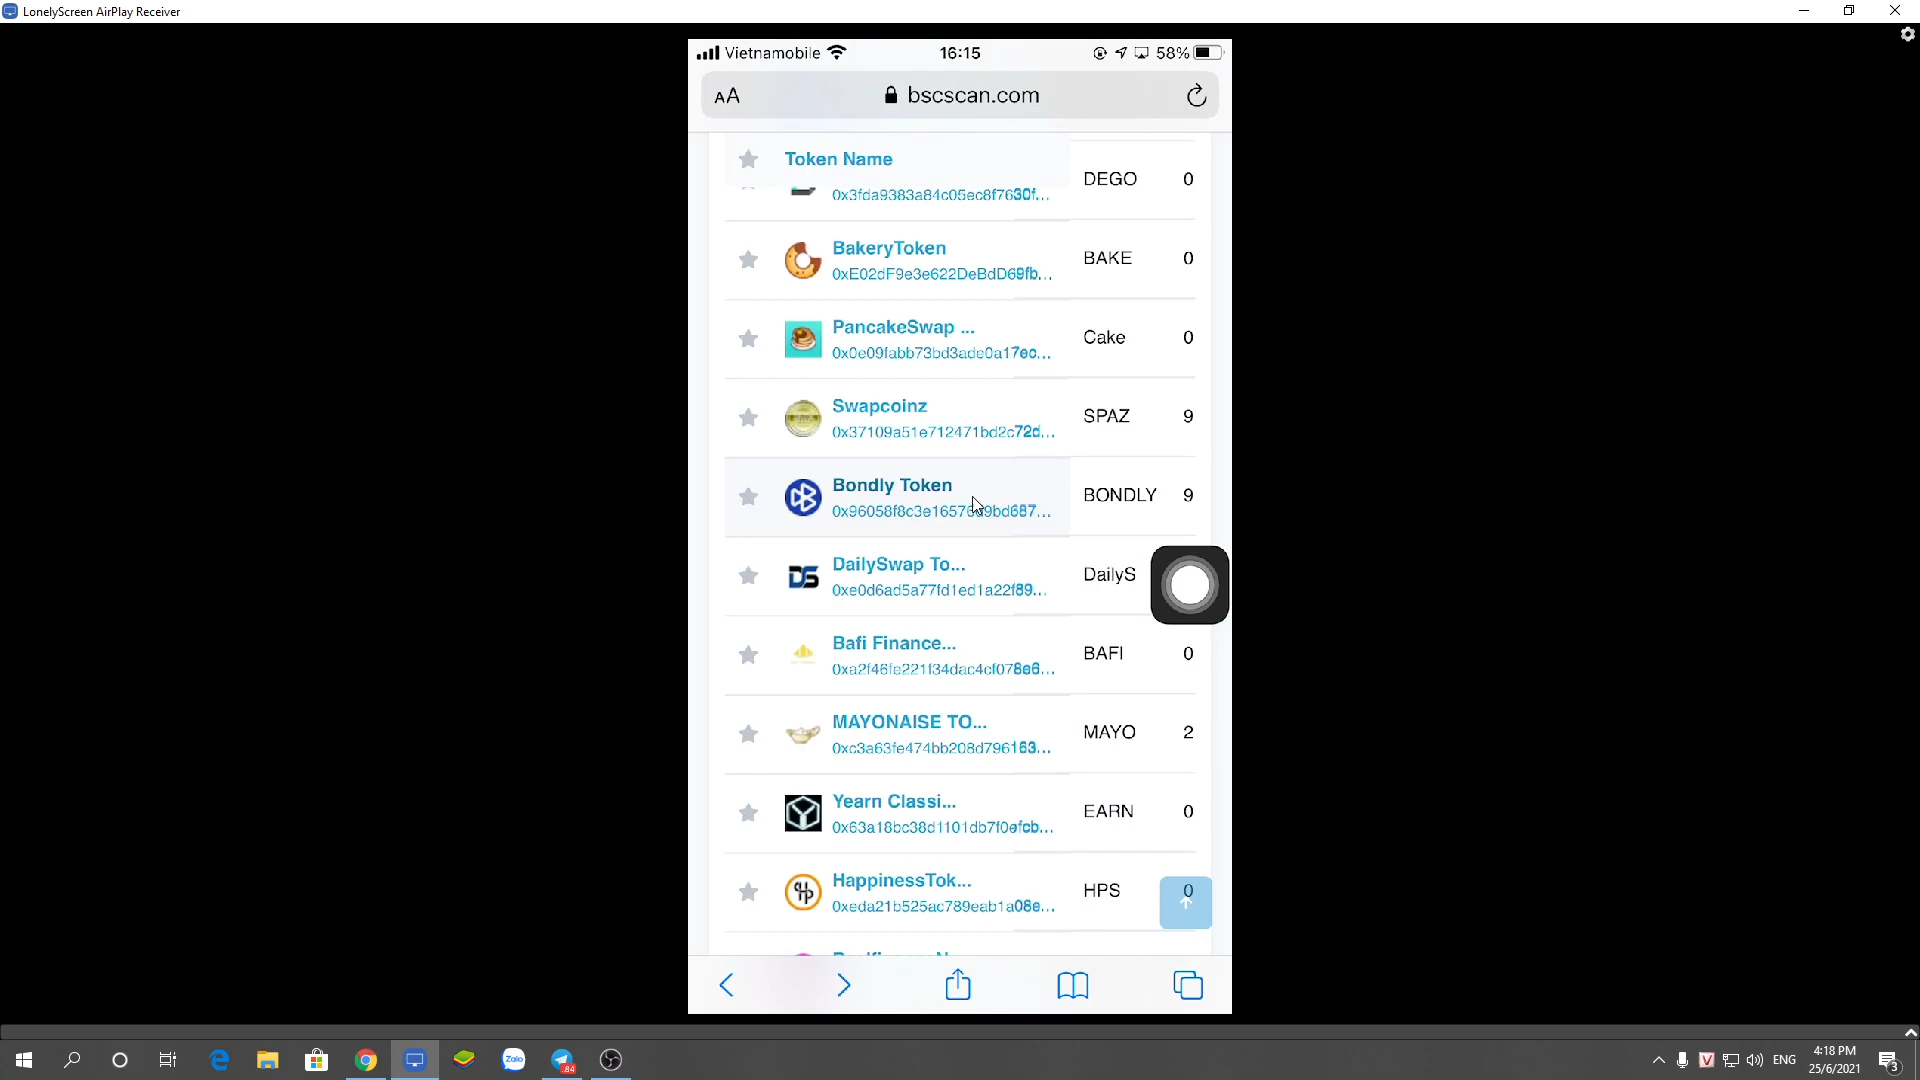 LonelyScreen AirPlay Receiver
Vietnamobile 16:15 58%
AA bscscan.com
Token Name
0x3fda9383a84c05ec8f7630f... DEGO 0
BakeryToken
0xE02dF9e3e622DeBdD69fb... BAKE 0
PancakeSwap ...
0x0e09fabb73bd3ade0a17ec... Cake 0
Swapcoinz
0x37109a51e712471bd2c72d... SPAZ 9
Bondly Token
BONDLY 9
DailySwap To...
0xe0d6ad5a77fd1ed1a22f89... DailyS
Bafi Finance...
0xa2f46fe221f34dac4cf078e6... BAFI 0
MAYONAISE TO...
0xc3a63fe474bb208d796163... MAYO 2
Yearn Classi...
0x63a18bc38d1101db7f0efcb... EARN 0
HappinessTok...
0xeda21b525ac789eab1a08e... HPS 0
Zalo
84
ENG
4:18 PM
25/6/2021
3